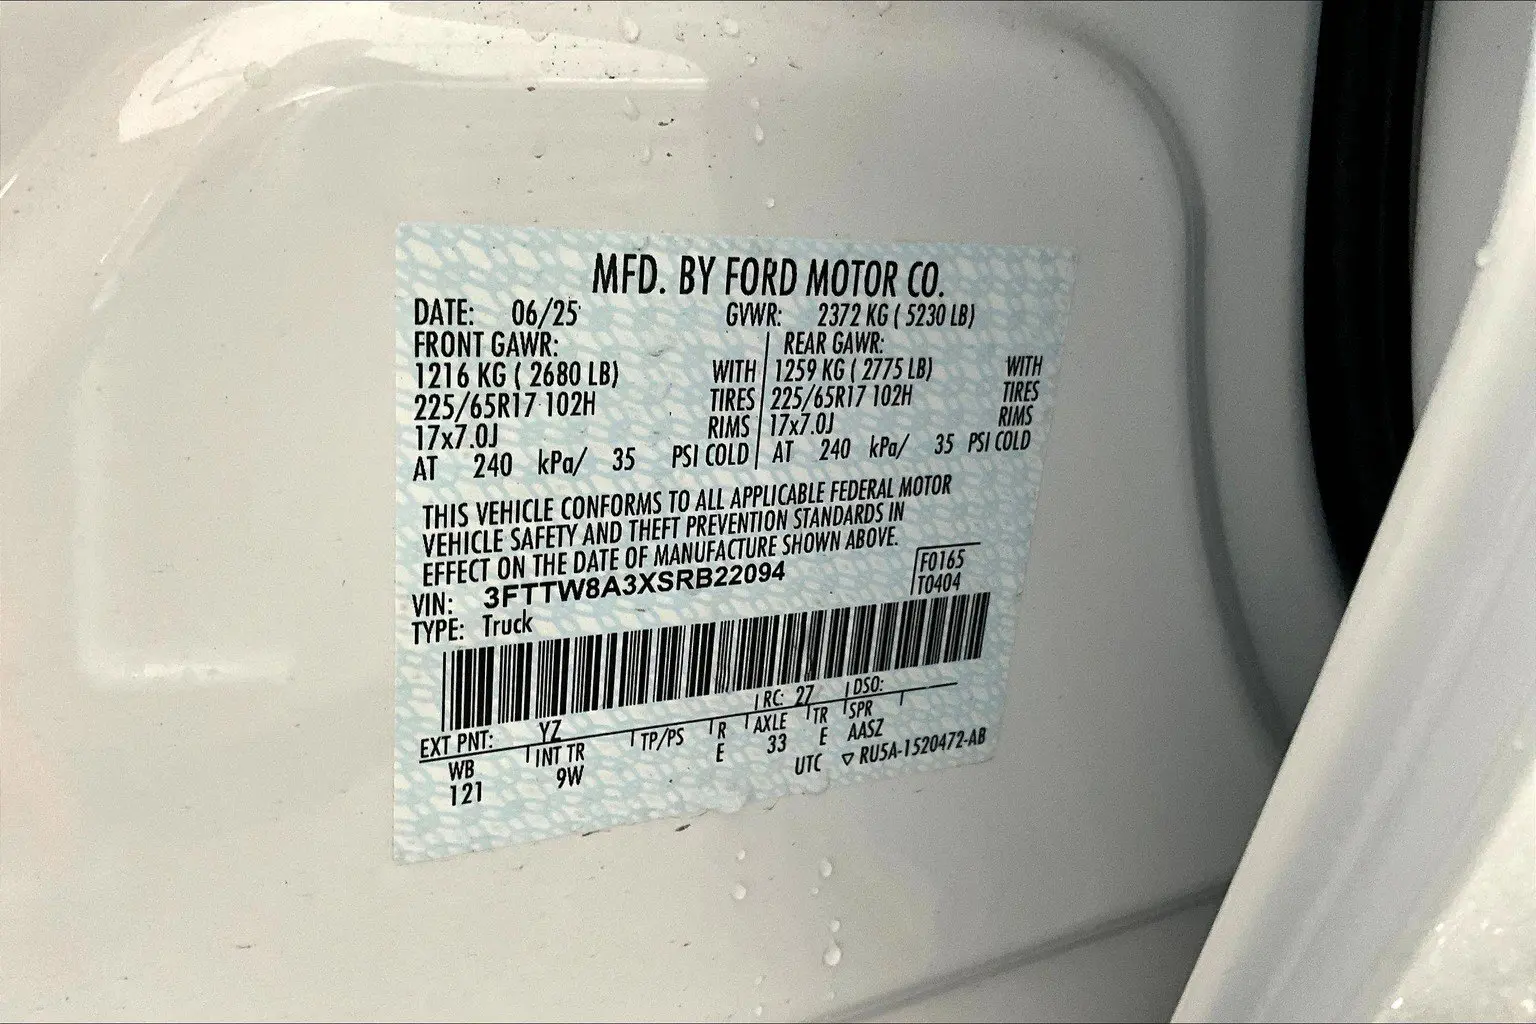 MFD. BY FORD MOTOR CO.
DATE: 06/25 GVWR: 2372 KG ( 5230 LB)
FRONT GAWR: REAR GAWR:
1216 KG ( 2680 LB) WITH 1259 KG ( 2775 LB) WITH
225/65R17 102H TIRES 225/65R17 102H TIRES
17x7.0J RIMS 17x7.0J RIMS
AT 240 kPa/ 35 PSI COLD AT 240 kPa/ 35 PSI COLD
THIS VEHICLE CONFORMS TO ALL APPLICABLE FEDERAL MOTOR
VEHICLE SAFETY AND THEFT PREVENTION STANDARDS IN
EFFECT ON THE DATE OF MANUFACTURE SHOWN ABOVE.
F0165
VIN: 3FTTW8A3XSRB22094 T0404
TYPE: Truck
EXT PNT: YZ RC: 27 DSO:
WB INT TR TP/PS R AXLE TR SPR
121 9W E 33 E AASZ
UTC ▽ RU5A-1520472-AB